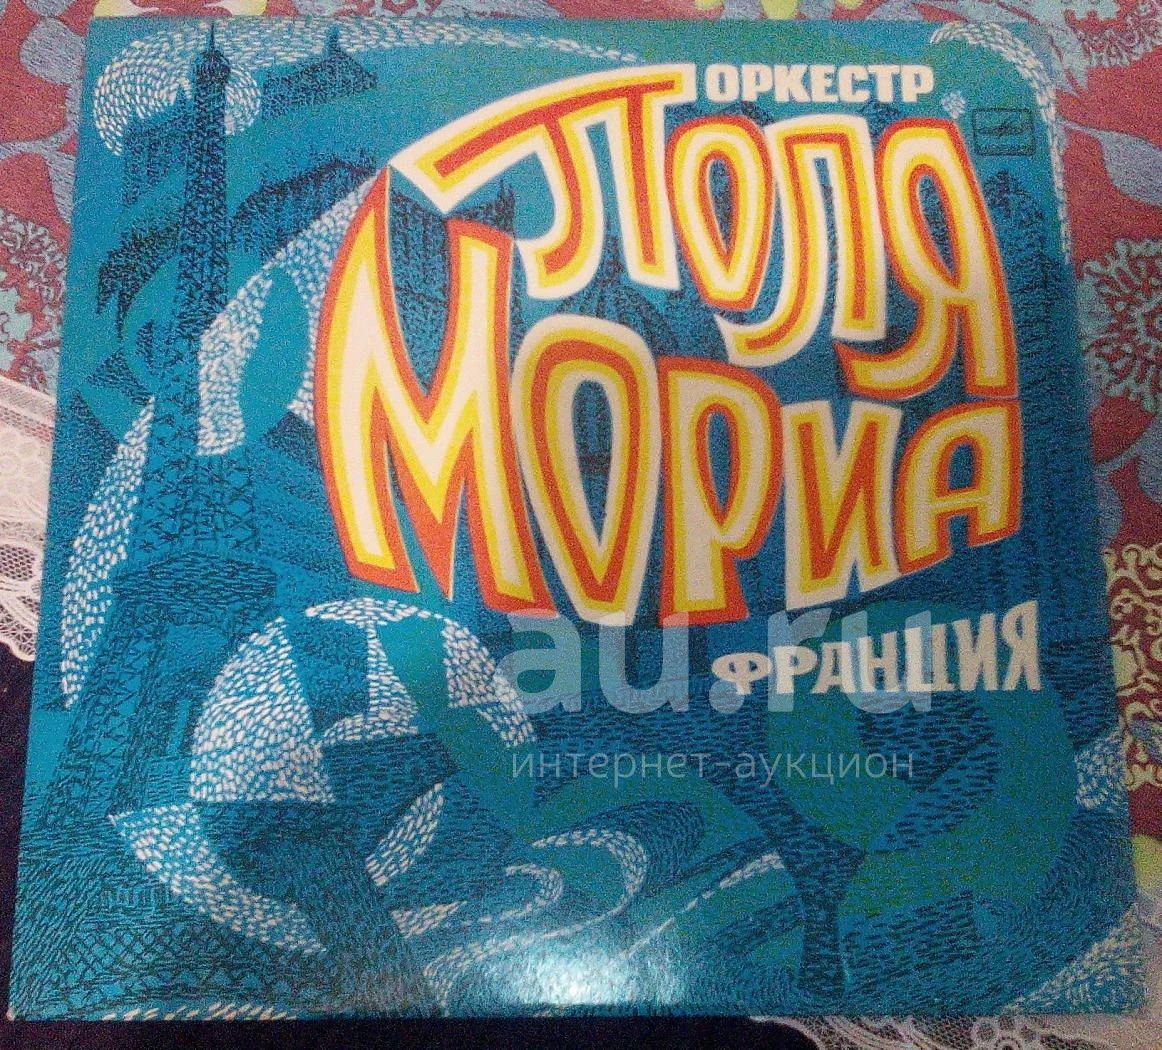 ОРКЕСТР
ПОЛЯ
МОРИА
ФРАНЦИЯ
au.ru
интернет-аукцион